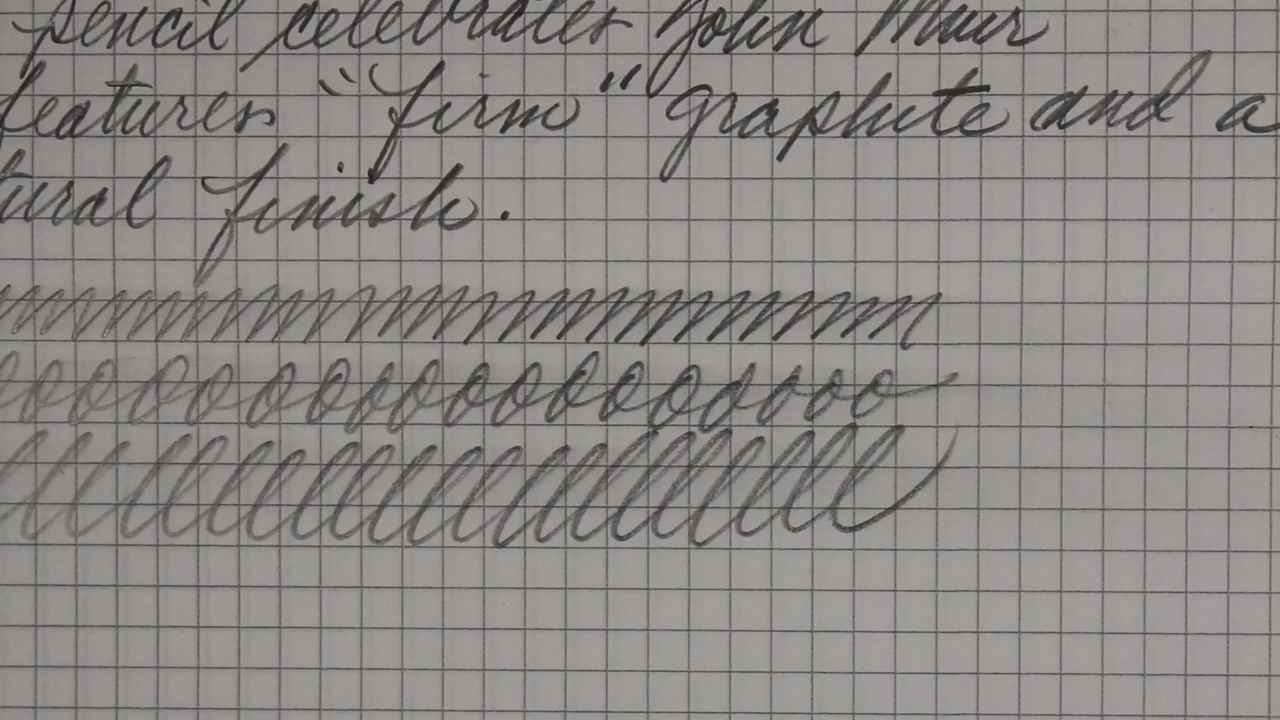 pencil celebrates John Muir
features "firm" graphite and a
tural finish.